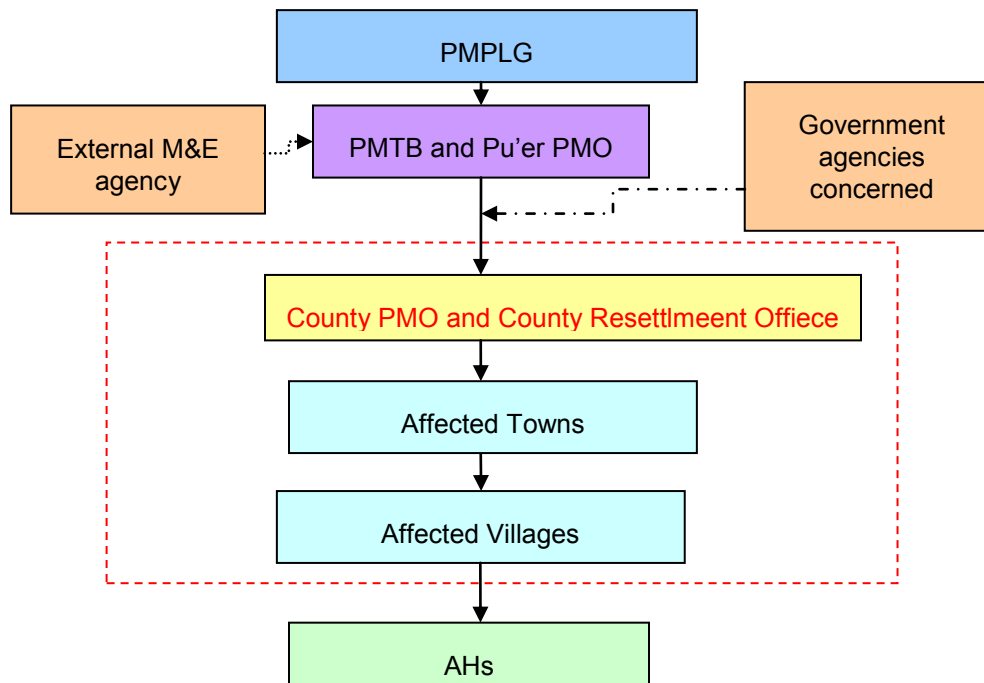 PMPLG
External M&E
agency
PMTB and Pu’er PMO
Government
agencies
concerned
County PMO and County Resettlmeent Offiece
Affected Towns
Affected Villages
AHs